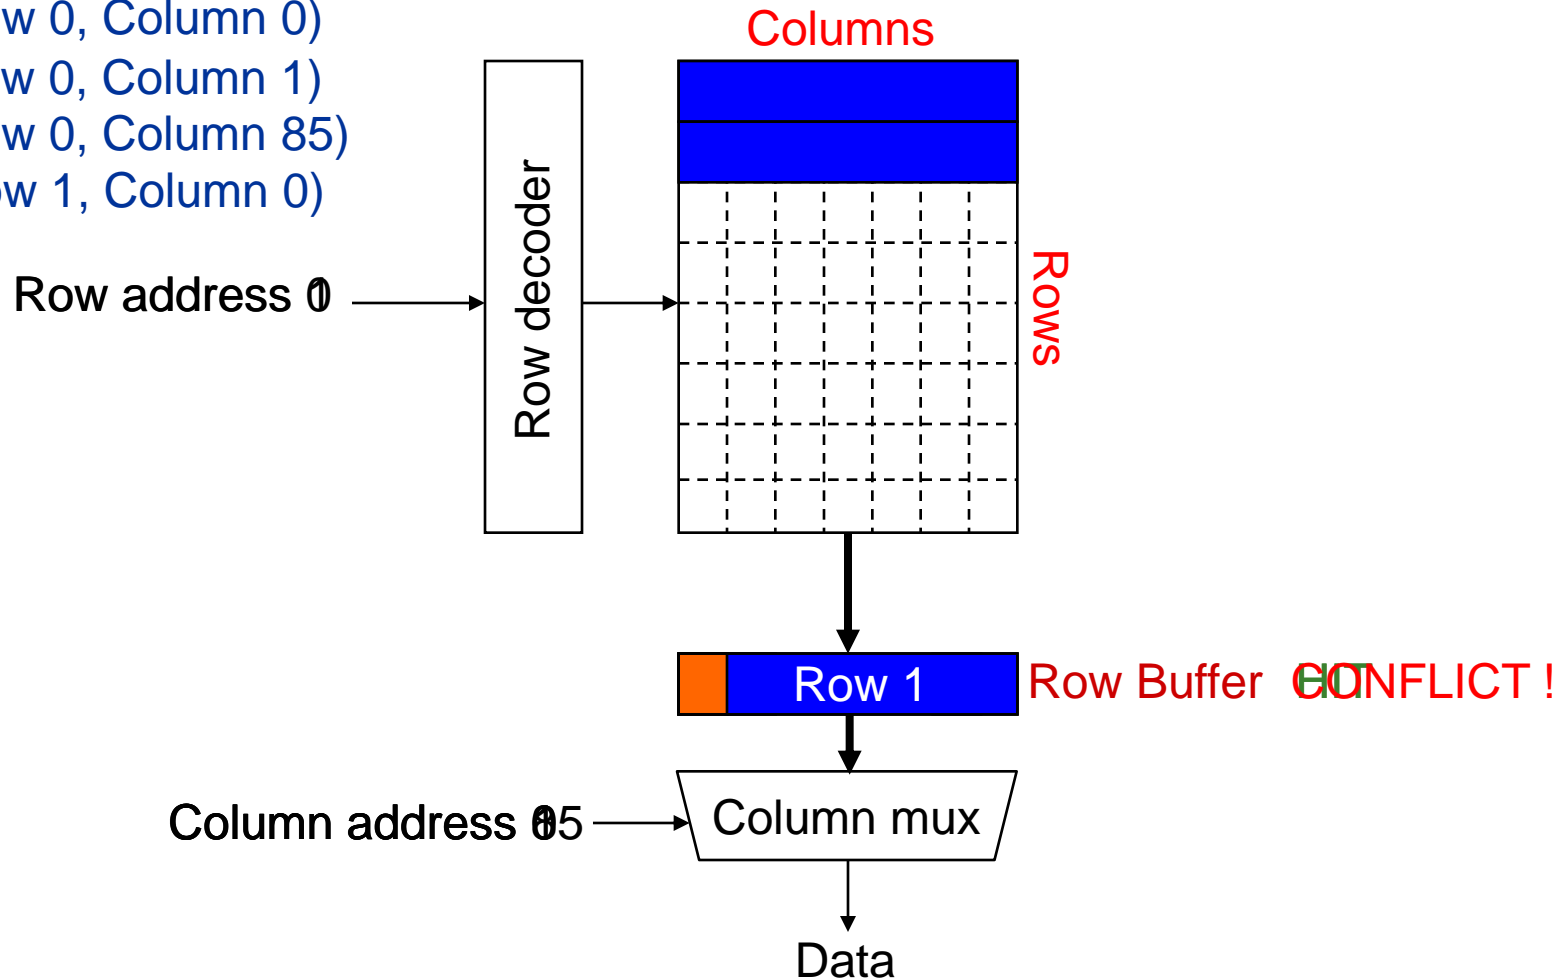 w 0, Column 0)
w 0, Column 1)
w 0, Column 85)
w 1, Column 0)
Columns
Row decoder
Rows
Row address
Row 1
Row Buffer CONFLICT !
Column address
Column mux
Data